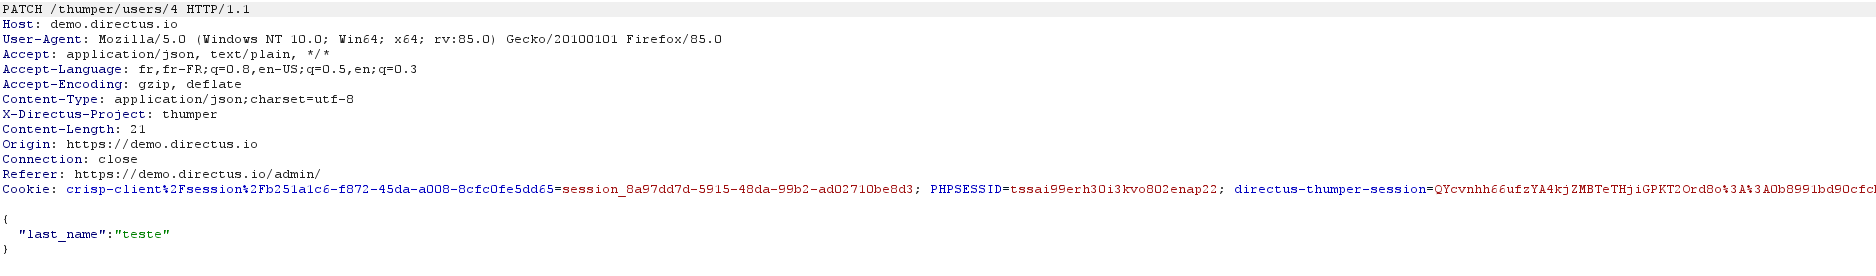 PATCH /thumper/users/4 HTTP/1.1
Host: demo.directus.io
User-Agent: Mozilla/5.0 (Windows NT 10.0; Win64; x64; rv:85.0) Gecko/20100101 Firefox/85.0
Accept: application/json, text/plain, */*
Accept-Language: fr,fr-FR;q=0.8,en-US;q=0.5,en;q=0.3
Accept-Encoding: gzip, deflate
Content-Type: application/json;charset=utf-8
X-Directus-Project: thumper
Content-Length: 21
Origin: https://demo.directus.io
Connection: close
Referer: https://demo.directus.io/admin/
Cookie: crisp-client%2Fsession%2Fb251a1c6-f872-45da-a008-8cfc0fe5dd65=session_8a97dd7d-5915-48da-99b2-ad02710be8d3; PHPSESSID=tssai99erh30i3kvo802enap22; directus-thumper-session=QYcvnhh66ufzYA4kjZMBTeTHjiGPKT2Ord8o%3A%3A0b8991bd90cfc
{
"last_name":"teste"
}